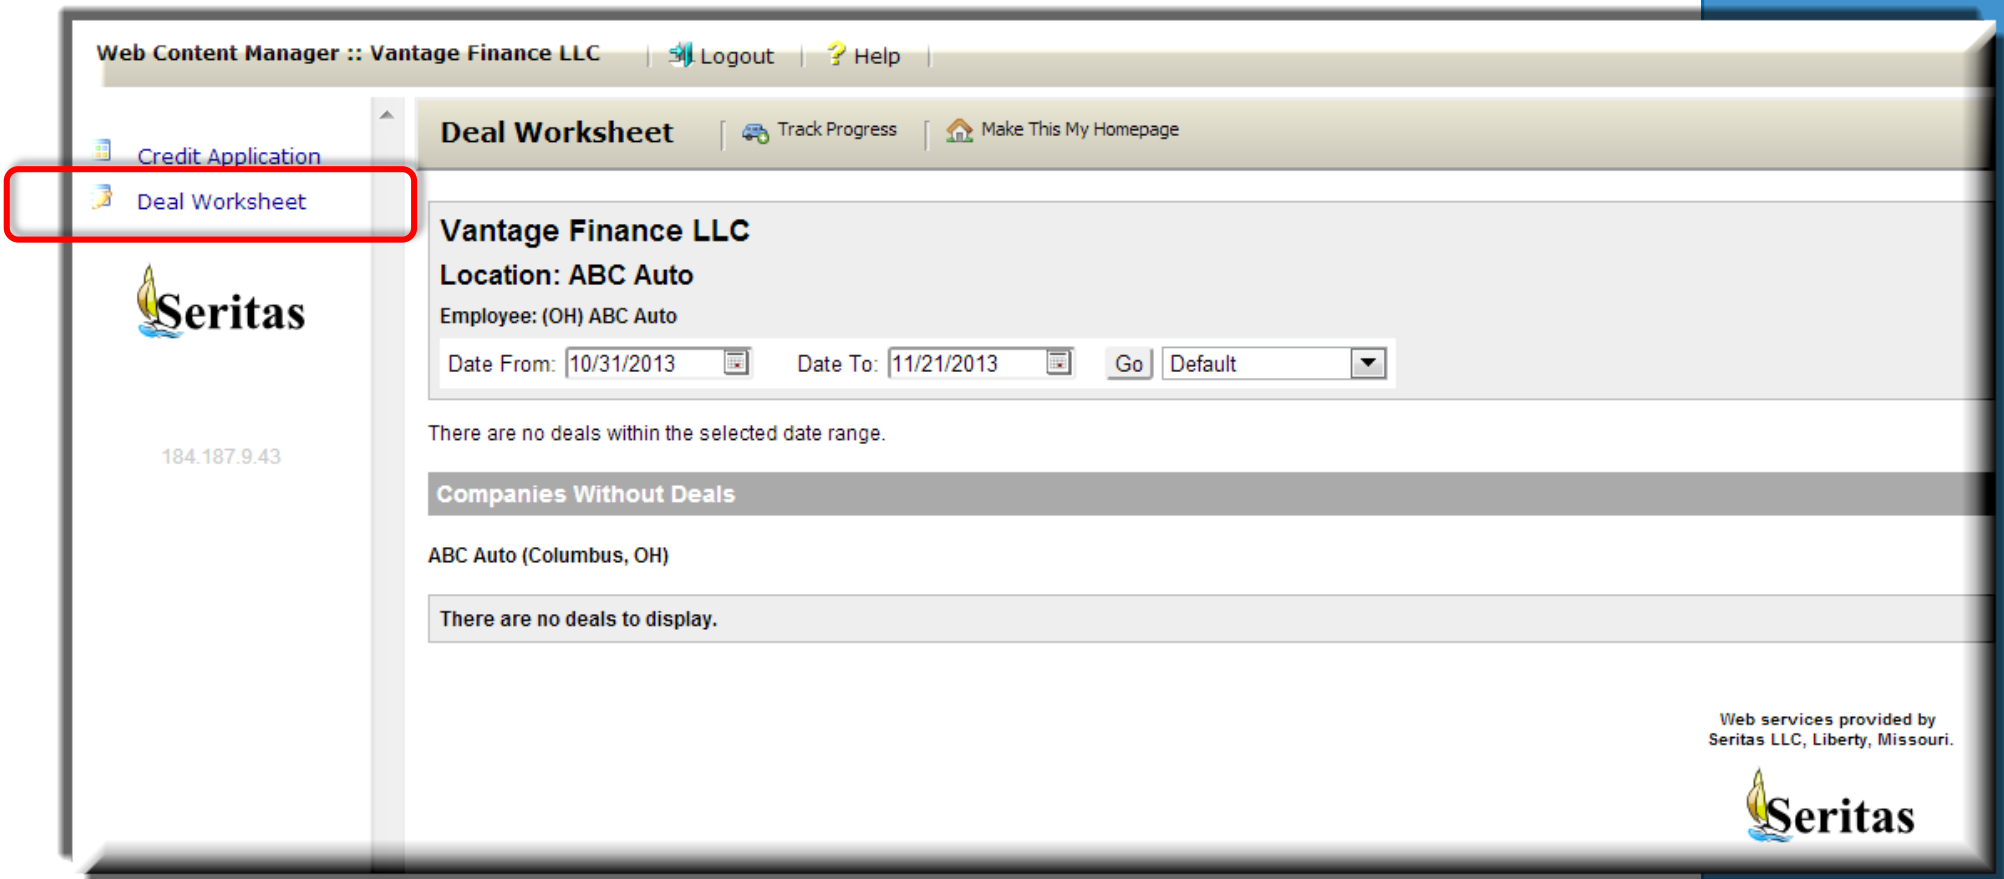 Web Content Manager :: Vantage Finance LLC | Logout | Help |
Credit Application
Deal Worksheet
Seritas
184.187.9.43
Deal Worksheet Track Progress Make This My Homepage
Vantage Finance LLC
Location: ABC Auto
Employee: (OH) ABC Auto
Date From: 10/31/2013 Date To: 11/21/2013 Go Default
There are no deals within the selected date range.
Companies Without Deals
ABC Auto (Columbus, OH)
There are no deals to display.
Web services provided by
Seritas LLC, Liberty, Missouri.
Seritas